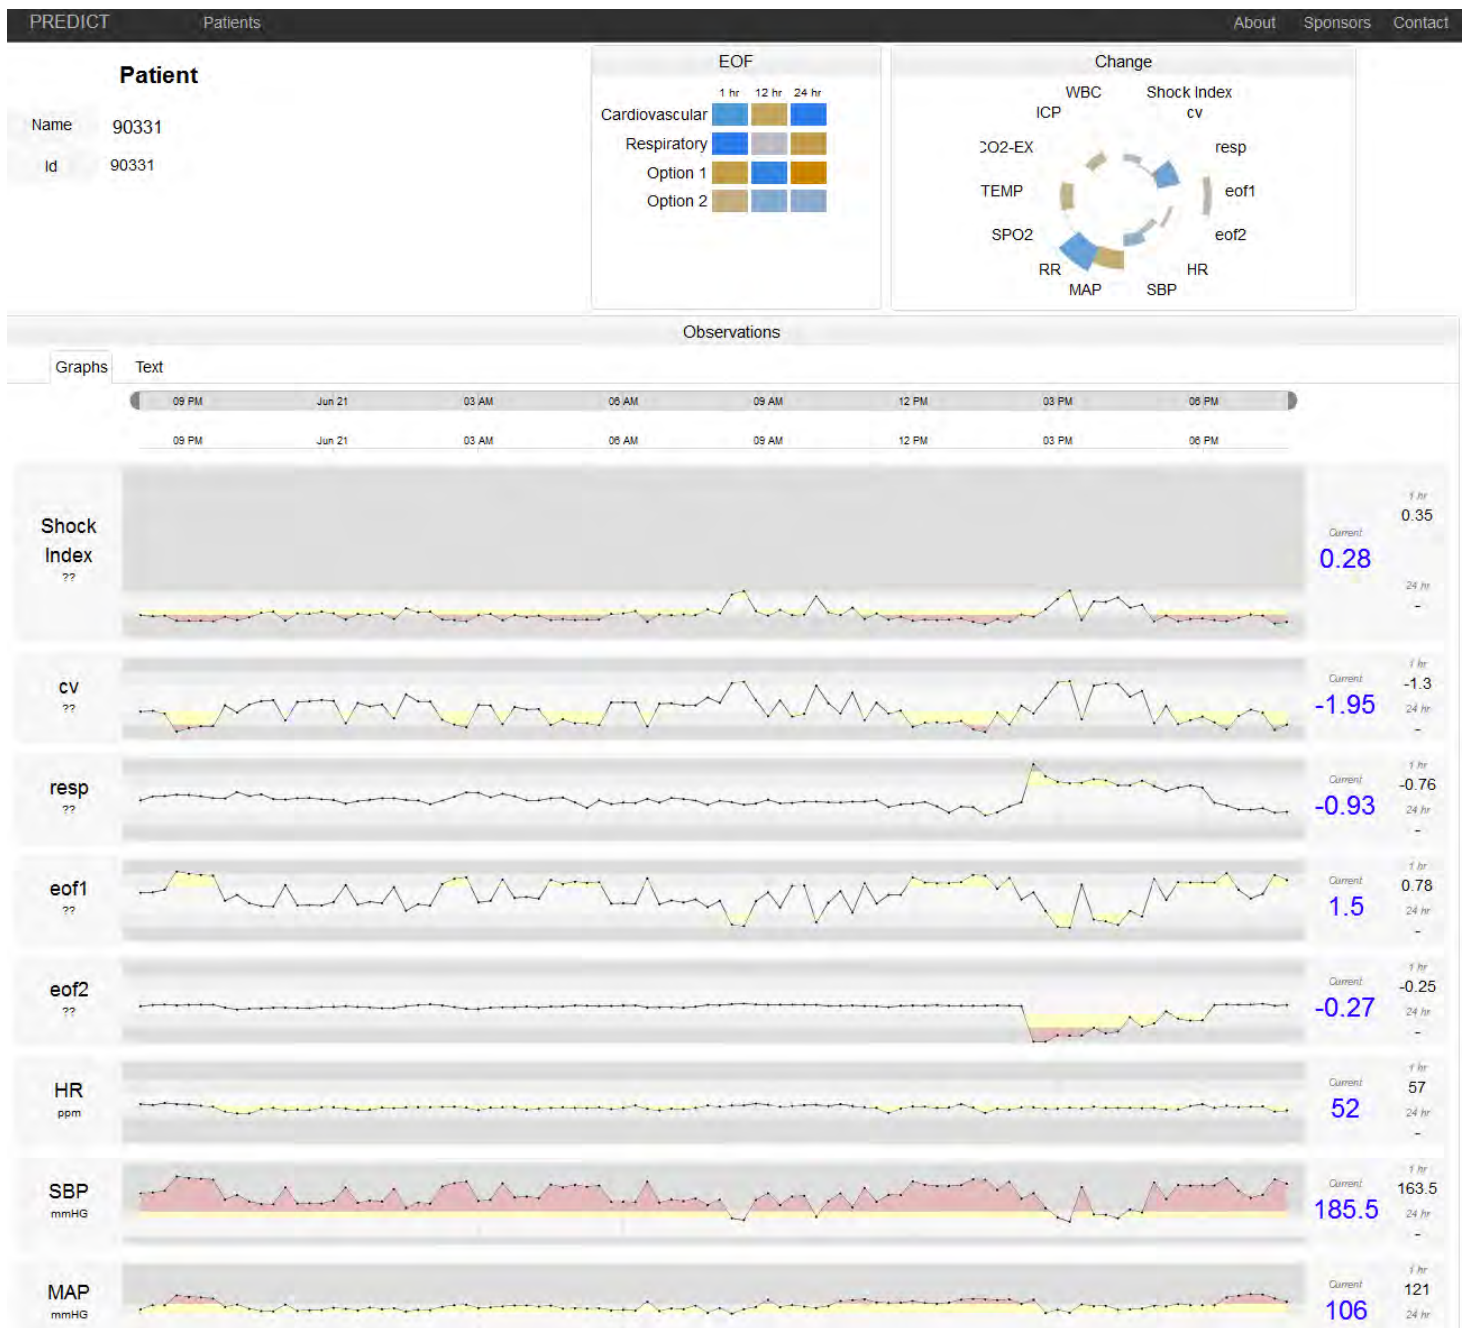 PREDICT Patients About Sponsors Contact
Patient
Name 90331
Id 90331
EOF
1 hr 12 hr 24 hr
Cardiovascular
Respiratory
Option 1
Option 2
Change
WBC Shock Index
ICP cv
CO2-EX resp
TEMP eof1
SPO2 eof2
RR HR
MAP SBP
Observations
Graphs Text
09 PM Jun 21 03 AM 06 AM 09 AM 12 PM 03 PM 06 PM
09 PM Jun 21 03 AM 06 AM 09 AM 12 PM 03 PM 06 PM
Shock
Index
??
Current
0.28
1 hr
0.35
24 hr
-
cv
??
Current
-1.95
1 hr
-1.3
24 hr
-
resp
??
Current
-0.93
1 hr
-0.76
24 hr
-
eof1
??
Current
1.5
1 hr
0.78
24 hr
-
eof2
??
Current
-0.27
1 hr
-0.25
24 hr
-
HR
ppm
Current
52
1 hr
57
24 hr
-
SBP
mmHG
Current
185.5
1 hr
163.5
24 hr
-
MAP
mmHG
Current
106
1 hr
121
24 hr